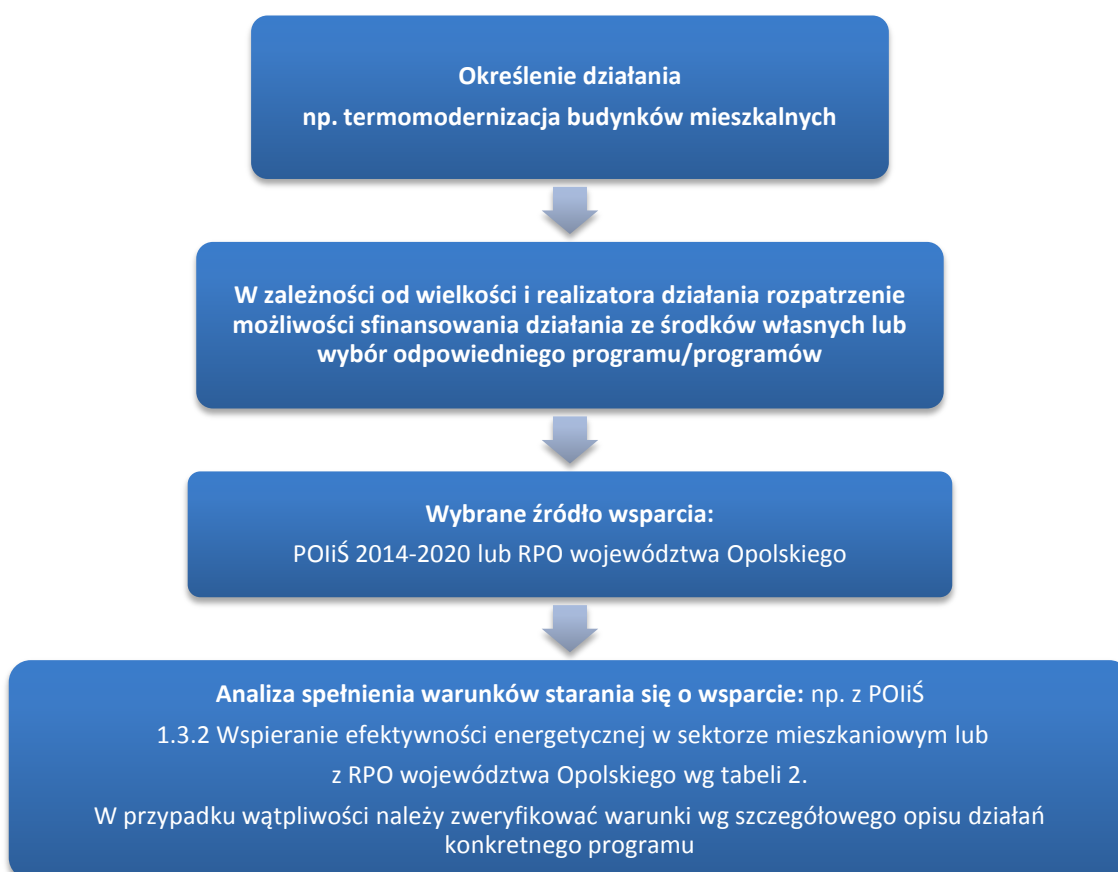 Określenie działania
np. termomodernizacja budynków mieszkalnych
W zależności od wielkości i realizatora działania rozpatrzenie
możliwości sfinansowania działania ze środków własnych lub
wybór odpowiedniego programu/programów
Wybrane źródło wsparcia:
POIiŚ 2014-2020 lub RPO województwa Opolskiego
Analiza spełnienia warunków starania się o wsparcie: np. z POIiŚ
1.3.2 Wspieranie efektywności energetycznej w sektorze mieszkaniowym lub
z RPO województwa Opolskiego wg tabeli 2.
W przypadku wątpliwości należy zweryfikować warunki wg szczegółowego opisu działań
konkretnego programu